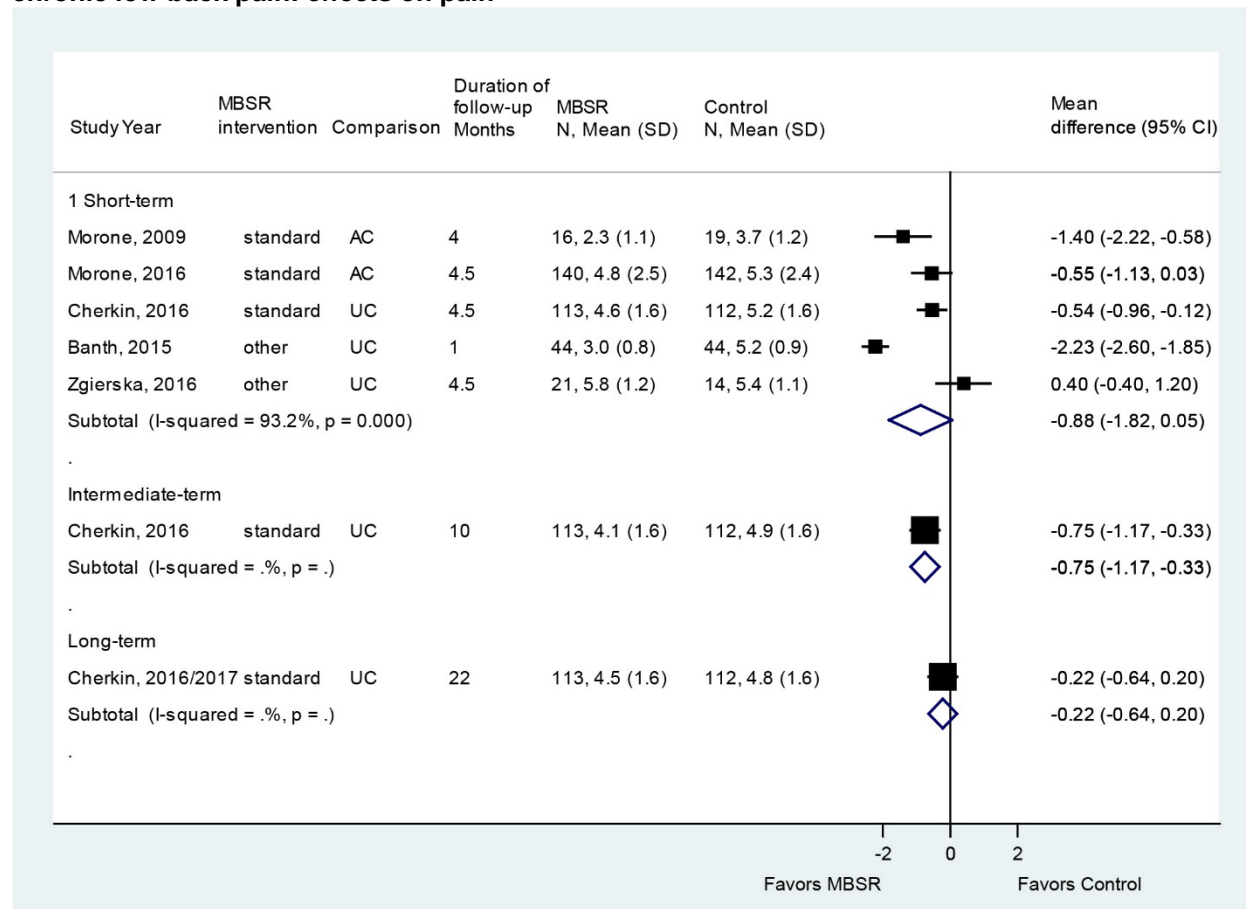 Study Year MBSR intervention Comparison Duration of follow-up Months MBSR N, Mean (SD) Control N, Mean (SD) Mean difference (95% CI)
1 Short-term
Morone, 2009 standard AC 4 16, 2.3 (1.1) 19, 3.7 (1.2) -1.40 (-2.22, -0.58)
Morone, 2016 standard AC 4.5 140, 4.8 (2.5) 142, 5.3 (2.4) -0.55 (-1.13, 0.03)
Cherkin, 2016 standard UC 4.5 113, 4.6 (1.6) 112, 5.2 (1.6) -0.54 (-0.96, -0.12)
Banth, 2015 other UC 1 44, 3.0 (0.8) 44, 5.2 (0.9) -2.23 (-2.60, -1.85)
Zgierska, 2016 other UC 4.5 21, 5.8 (1.2) 14, 5.4 (1.1) 0.40 (-0.40, 1.20)
Subtotal (I-squared = 93.2%, p = 0.000) -0.88 (-1.82, 0.05)
.
Intermediate-term
Cherkin, 2016 standard UC 10 113, 4.1 (1.6) 112, 4.9 (1.6) -0.75 (-1.17, -0.33)
Subtotal (I-squared = .%, p = .) -0.75 (-1.17, -0.33)
.
Long-term
Cherkin, 2016/2017 standard UC 22 113, 4.5 (1.6) 112, 4.8 (1.6) -0.22 (-0.64, 0.20)
Subtotal (I-squared = .%, p = .) -0.22 (-0.64, 0.20)
.
-2 0 2
Favors MBSR Favors Control